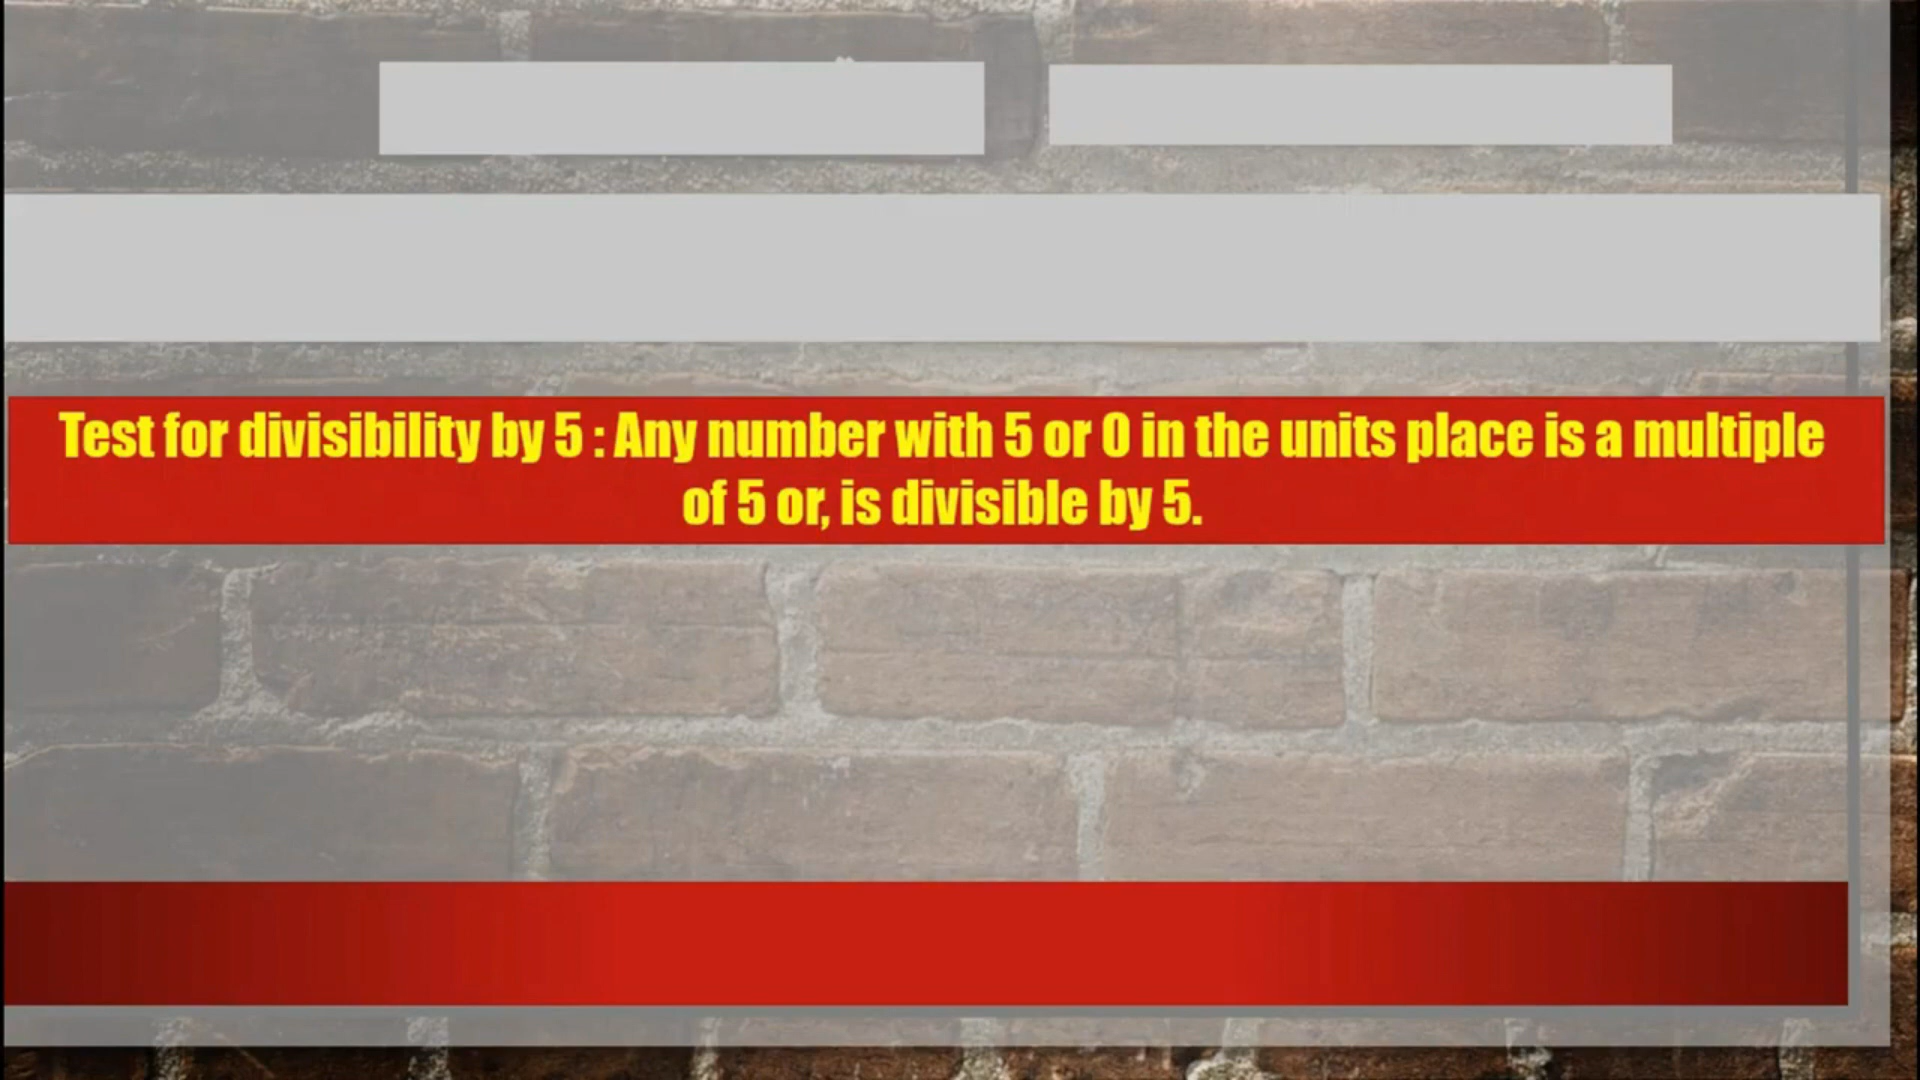 Test for divisibility by 5 : Any number with 5 or 0 in the units place is a multiple
of 5 or, is divisible by 5.